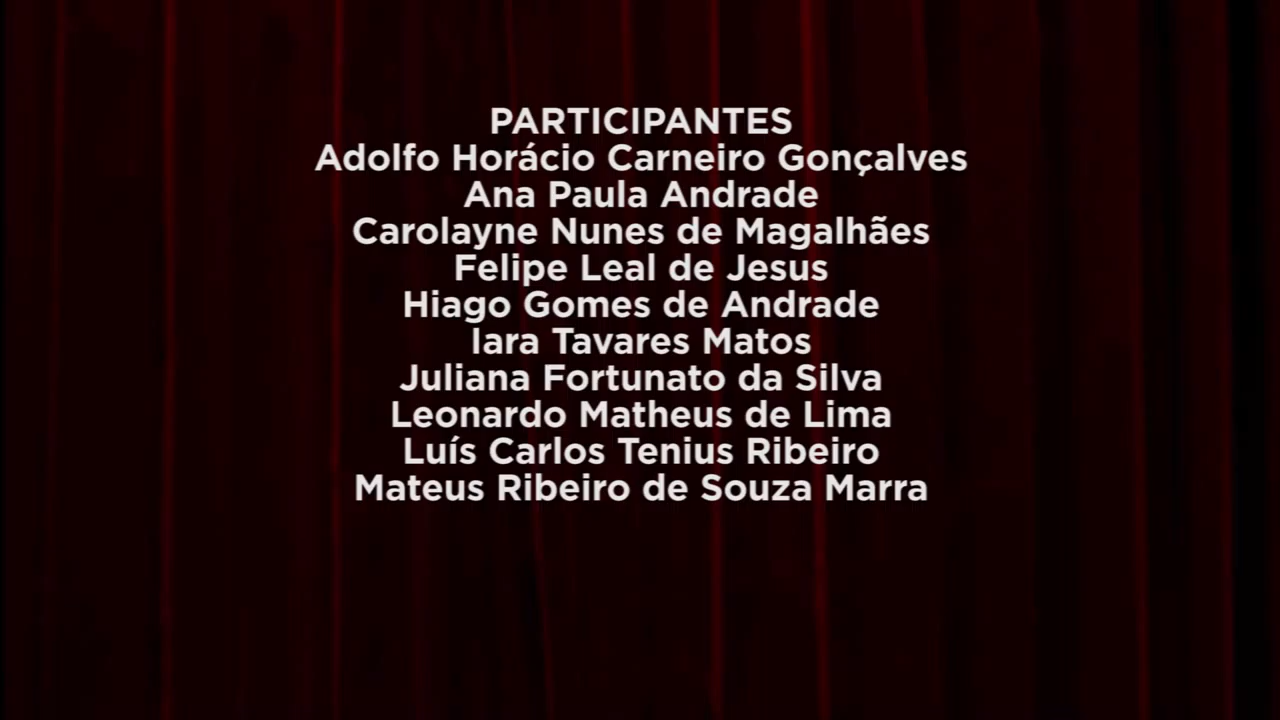 PARTICIPANTES
Adolfo Horácio Carneiro Gonçalves
Ana Paula Andrade
Carolayne Nunes de Magalhães
Felipe Leal de Jesus
Hiago Gomes de Andrade
Iara Tavares Matos
Juliana Fortunato da Silva
Leonardo Matheus de Lima
Luís Carlos Tenius Ribeiro
Mateus Ribeiro de Souza Marra